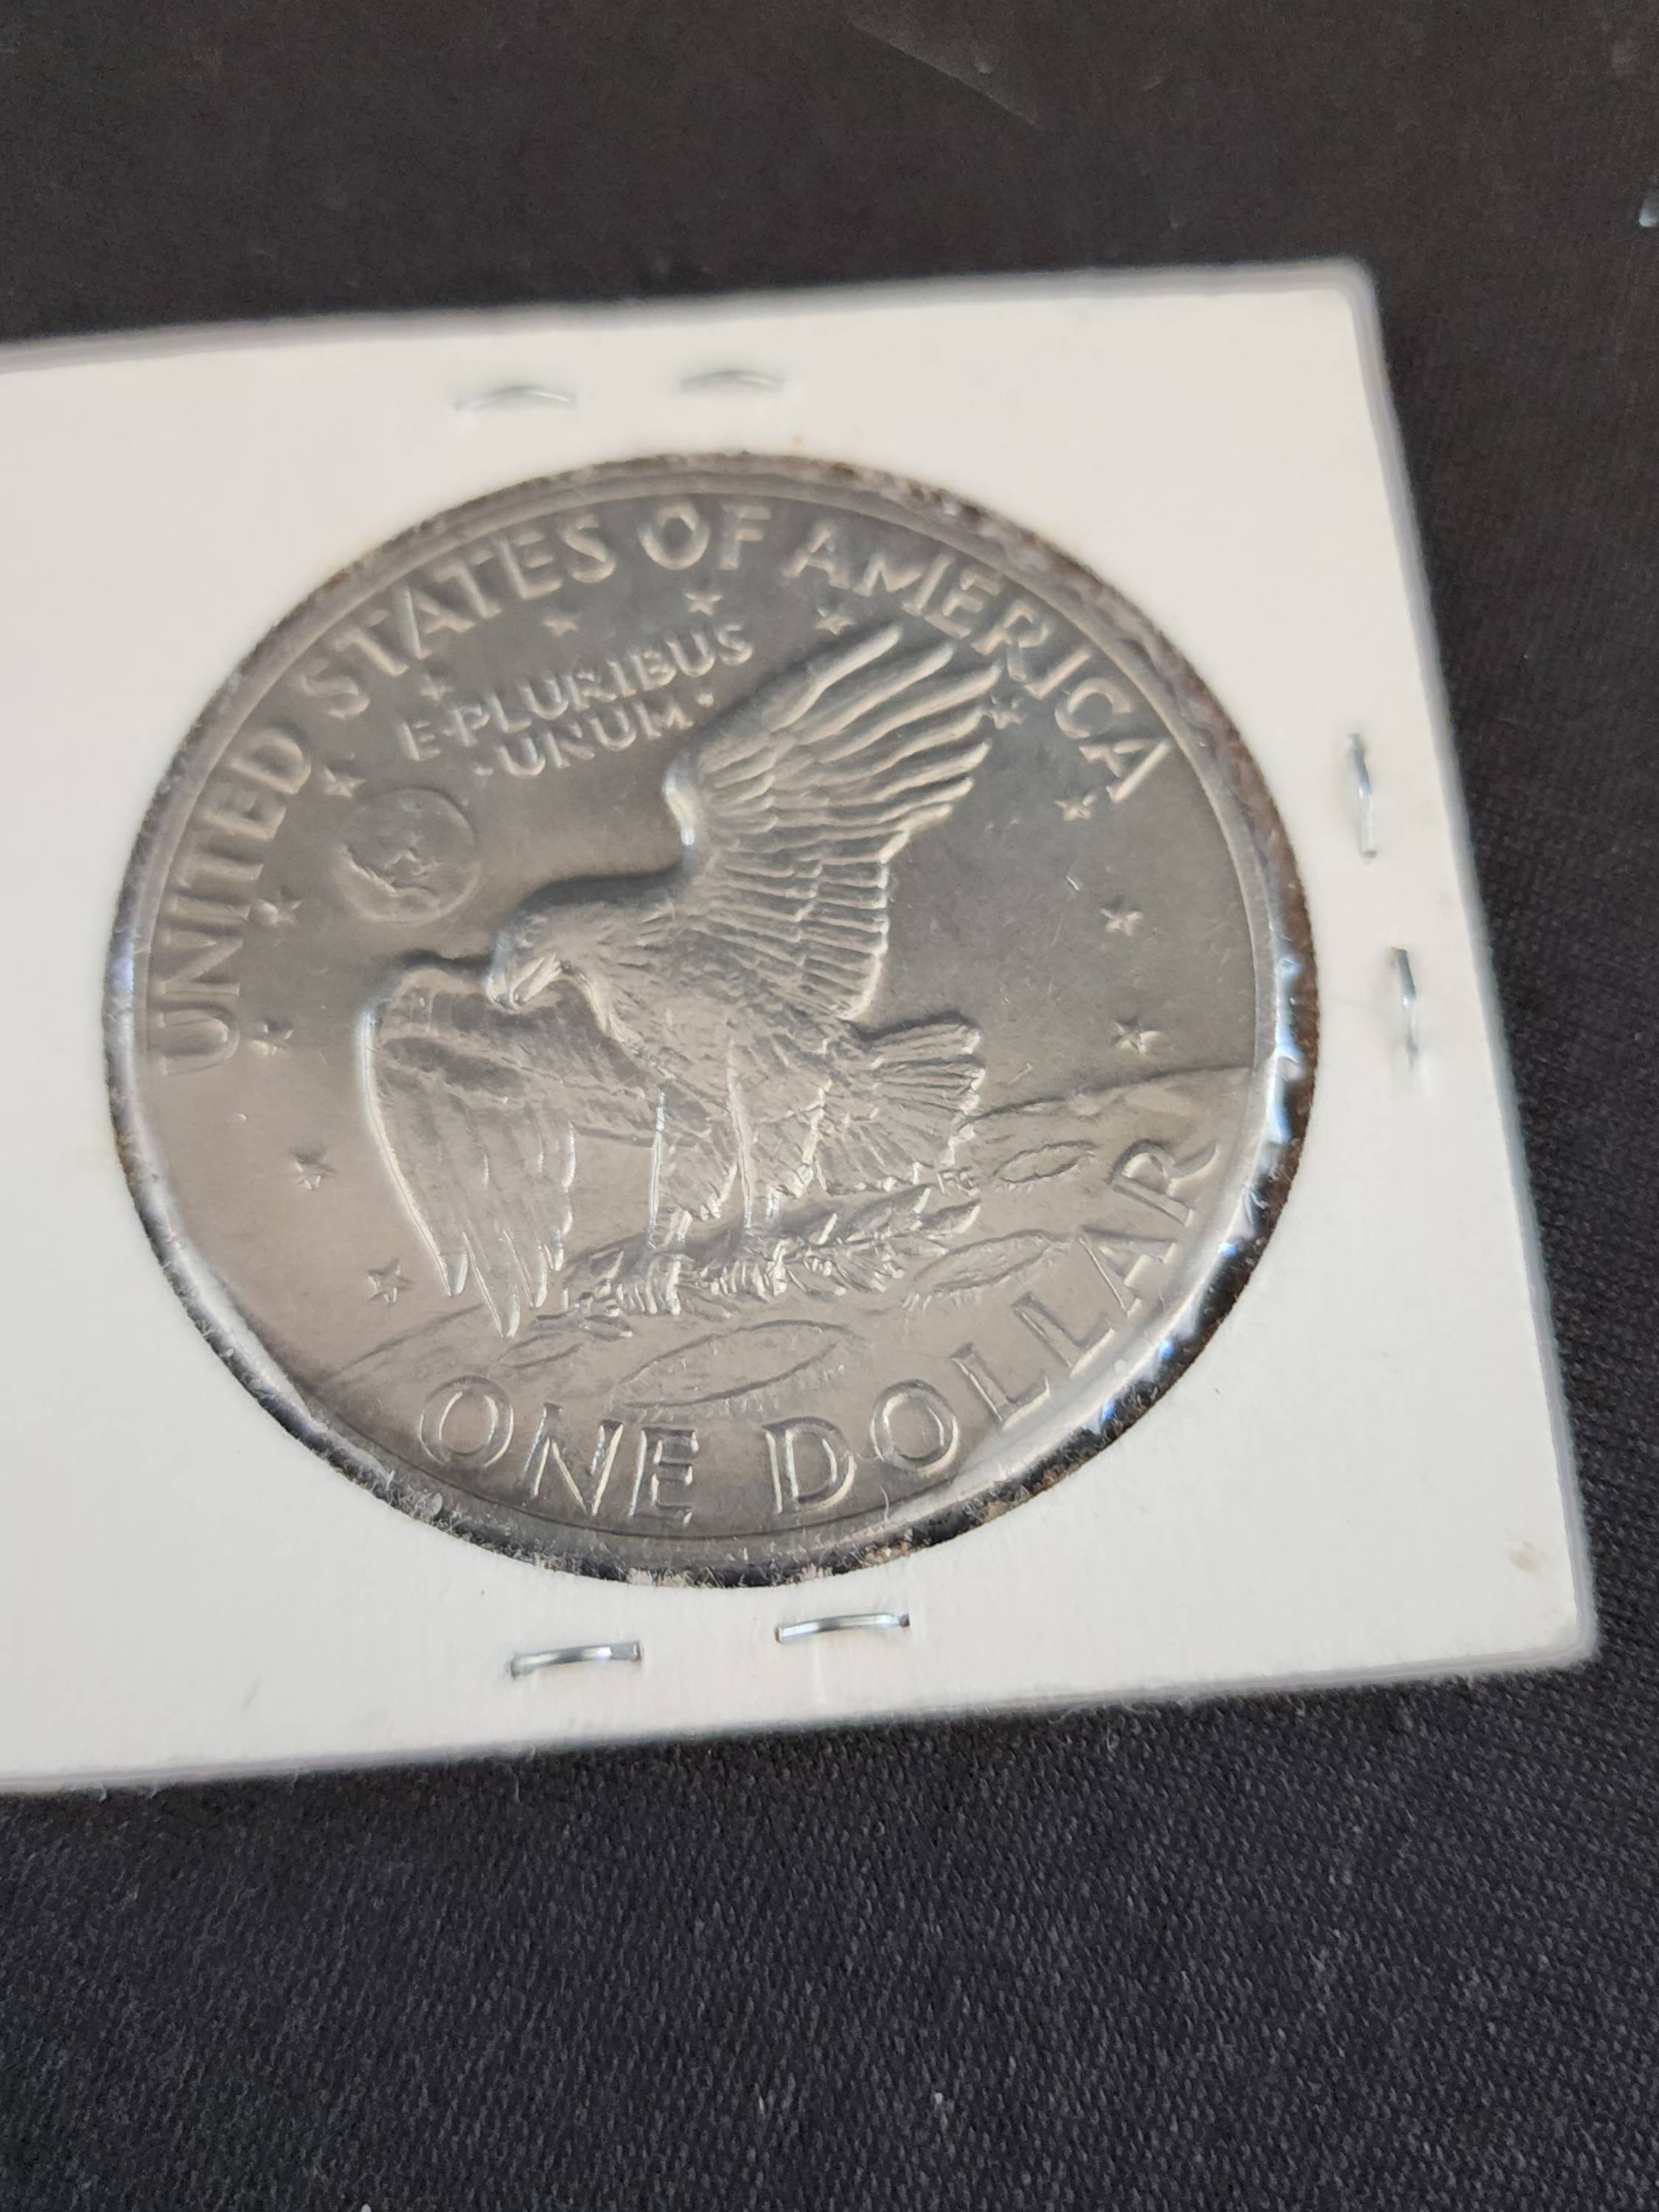 UNITED STATES OF AMERICA
E·PLURIBUS
·UNUM·
ONE DOLLAR